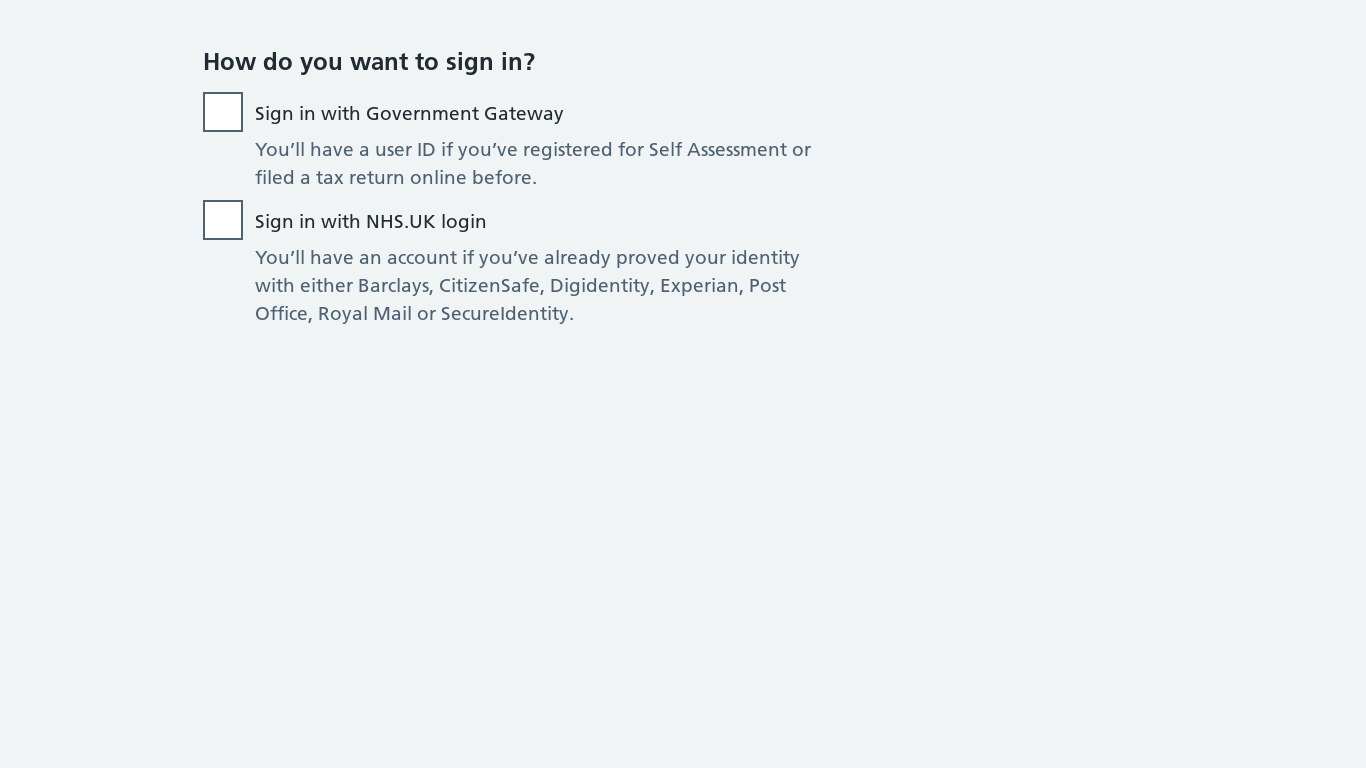 How do you want to sign in?
Sign in with Government Gateway
You’ll have a user ID if you’ve registered for Self Assessment or
filed a tax return online before.
Sign in with NHS.UK login
You’ll have an account if you’ve already proved your identity
with either Barclays, CitizenSafe, Digidentity, Experian, Post
Office, Royal Mail or SecureIdentity.